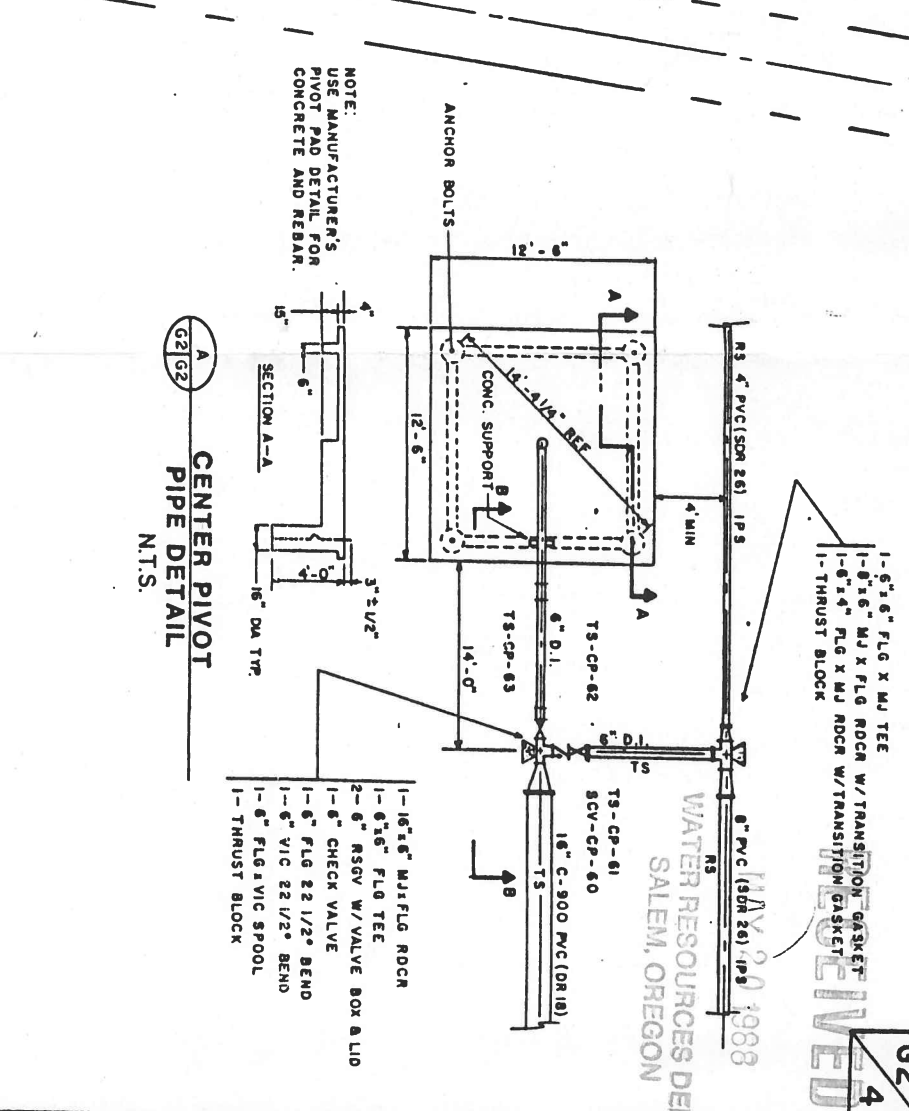 G2
4
RECEIVED
MAY 20 1988
WATER RESOURCES DE
SALEM, OREGON
1-6"x6" FLG X MJ TEE
1-8"x6" MJ X FLG RDCR W/TRANSITION GASKET
1-6"x4" FLG X MJ RDCR W/TRANSITION GASKET
1-THRUST BLOCK
RS 4" PVC (SDR 26) IPS
8" PVC (SDR 26) IPS
RS
4' MIN
A
A
12'-6"
14'-4 1/4" REF
CONC. SUPPORT
B
ANCHOR BOLTS
12'-6"
14'-0"
TS-CP-62
6" D.I.
TS-CP-63
6" D.I.
TS
TS-CP-61
SCV-CP-60
16" C-900 PVC (DR 18)
TS
B
NOTE:
USE MANUFACTURER'S
PIVOT PAD DETAIL FOR
CONCRETE AND REBAR.
4"
15"
6"
SECTION A-A
4'-0"
3" ± 1/2"
16" DIA TYP.
1-16"x6" MJxFLG RDCR
1-6"x6" FLG TEE
2-6" RSGV W/VALVE BOX & LID
1-6" CHECK VALVE
1-6" FLG 22 1/2° BEND
1-6" VIC 22 1/2° BEND
1-6" FLGxVIC SPOOL
1-THRUST BLOCK
A
G2 G2
CENTER PIVOT
PIPE DETAIL
N.T.S.